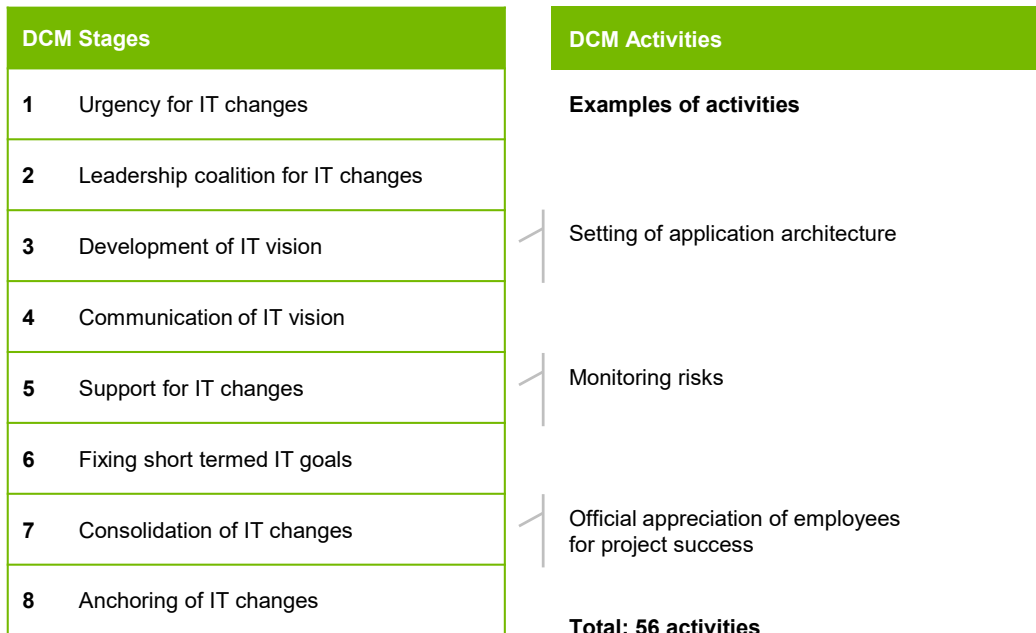 DCM Stages
1 Urgency for IT changes
2 Leadership coalition for IT changes
3 Development of IT vision
4 Communication of IT vision
5 Support for IT changes
6 Fixing short termed IT goals
7 Consolidation of IT changes
8 Anchoring of IT changes
DCM Activities
Examples of activities
Setting of application architecture
Monitoring risks
Official appreciation of employees
for project success
Total: 56 activities